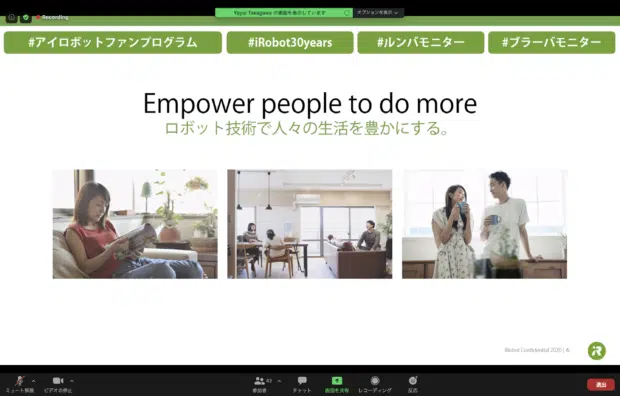 Recording
Yayoi Takagawa の画面を表示しています
オプションを表示
#アイロボットファンプログラム
#iRobot30years
#ルンバモニター
#ブラーバモニター
Empower people to do more
ロボット技術で人々の生活を豊かにする。
iRobot Confidential 2020 | 6
iR
ミュート解除
ビデオの停止
42
参加者
チャット
画面を共有
レコーディング
反応
退出